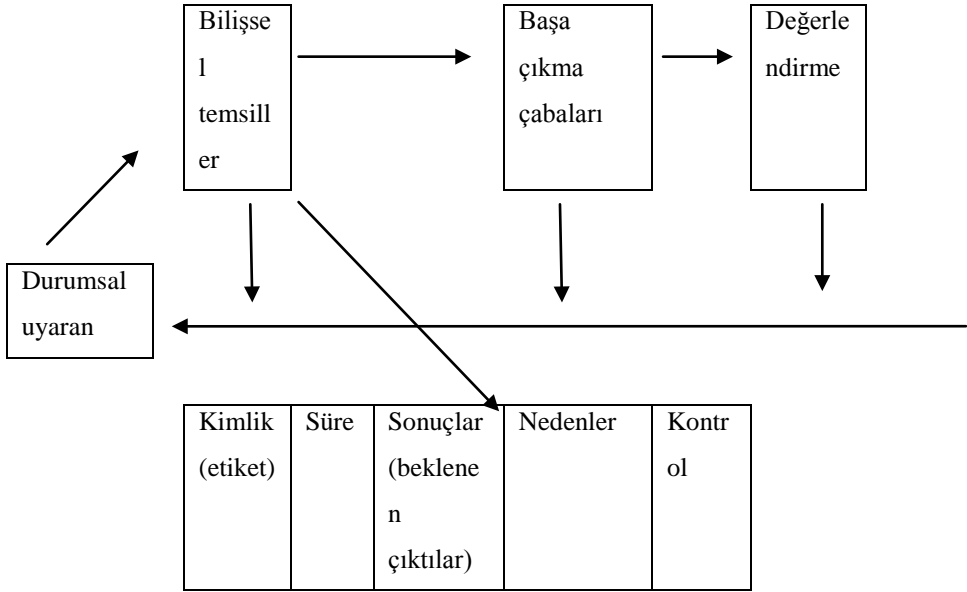 Bilişse
l
temsill
er
Başa
çıkma
çabaları
Değerle
ndirme
Durumsal
uyaran
Kimlik
(etiket)
Süre
Sonuçlar
(beklene
n
çıktılar)
Nedenler
Kontr
ol